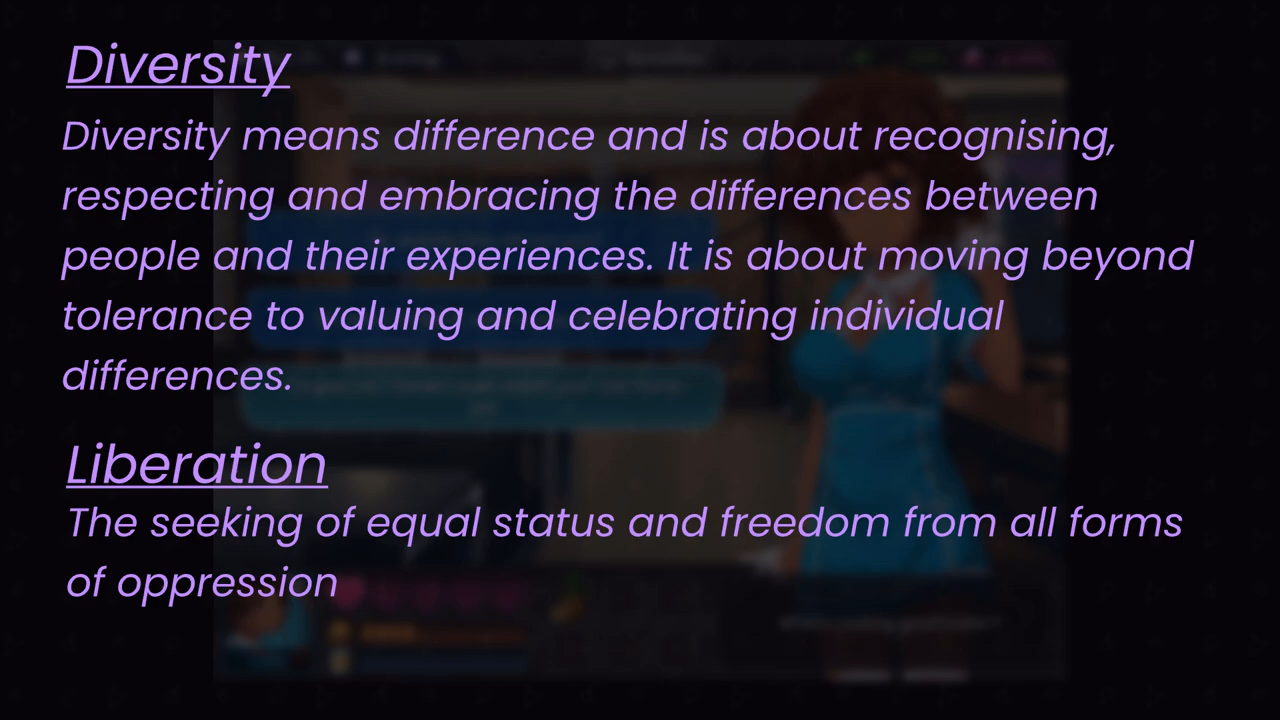 Diversity
Diversity means difference and is about recognising,
respecting and embracing the differences between
people and their experiences. It is about moving beyond
tolerance to valuing and celebrating individual
differences.
Liberation
The seeking of equal status and freedom from all forms
of oppression